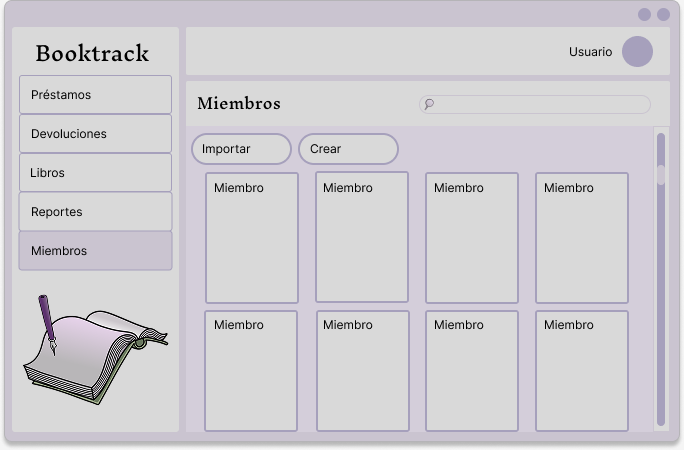 Booktrack
Usuario
Préstamos
Devoluciones
Libros
Reportes
Miembros
Miembros
Importar
Crear
Miembro
Miembro
Miembro
Miembro
Miembro
Miembro
Miembro
Miembro